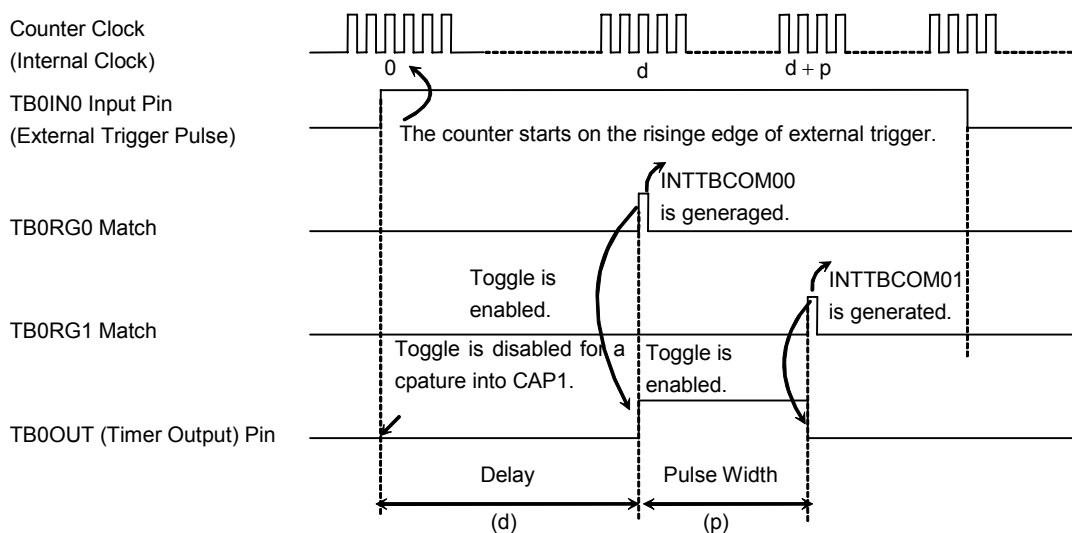 Counter Clock
(Internal Clock)
0
d
d + p
TB0IN0 Input Pin
(External Trigger Pulse)
The counter starts on the risinge edge of external trigger.
INTTBCOM00
is generaged.
TB0RG0 Match
Toggle is
enabled.
INTTBCOM01
is generated.
TB0RG1 Match
Toggle is disabled for a
cpature into CAP1.
Toggle is
enabled.
TB0OUT (Timer Output) Pin
Delay
Pulse Width
(d)
(p)